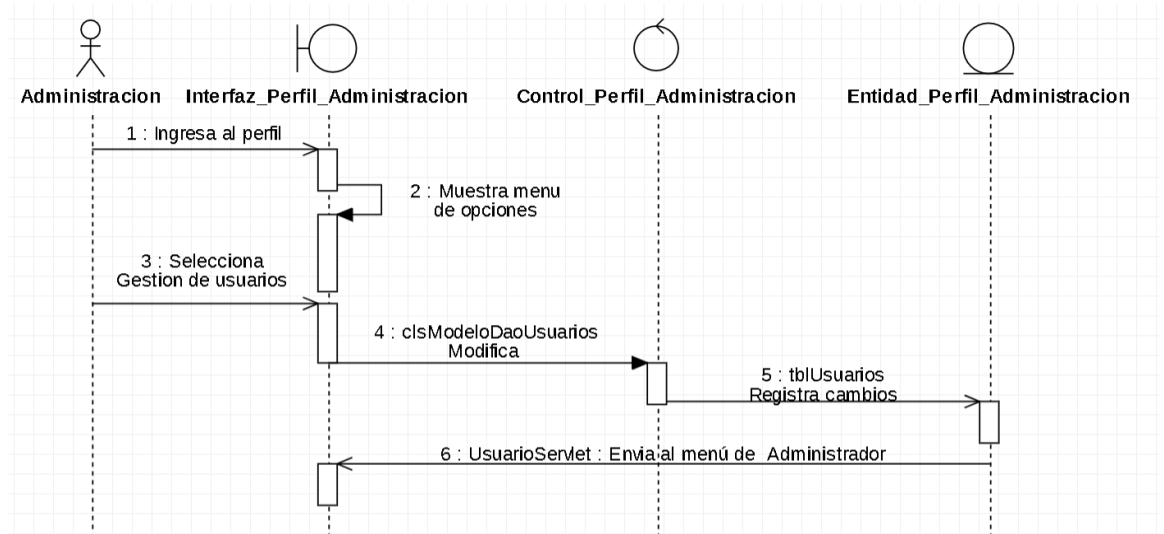 Administracion
Interfaz_Perfil_Administracion
Control_Perfil_Administracion
Entidad_Perfil_Administracion
1 : Ingresa al perfil
2 : Muestra menu
de opciones
3 : Selecciona
Gestion de usuarios
4 : clsModeloDaoUsuarios
Modifica
5 : tblUsuarios
Registra cambios
6 : UsuarioServlet : Envia al menú de Administrador